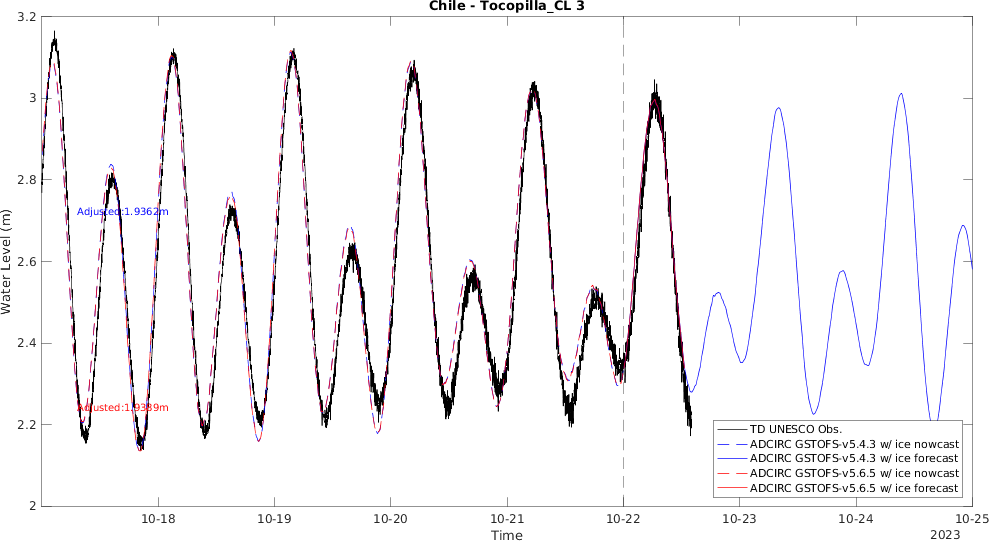 Chile - Tocopilla_CL 3
3.2
3
2.8
2.6
2.4
2.2
2
Water Level (m)
Adjusted:1.9362m
Adjusted:1.9339m
TD UNESCO Obs.
ADCIRC GSTOFS-v5.4.3 w/ ice nowcast
ADCIRC GSTOFS-v5.4.3 w/ ice forecast
ADCIRC GSTOFS-v5.6.5 w/ ice nowcast
ADCIRC GSTOFS-v5.6.5 w/ ice forecast
10-18 10-19 10-20 10-21 10-22 10-23 10-24 10-25
Time
2023